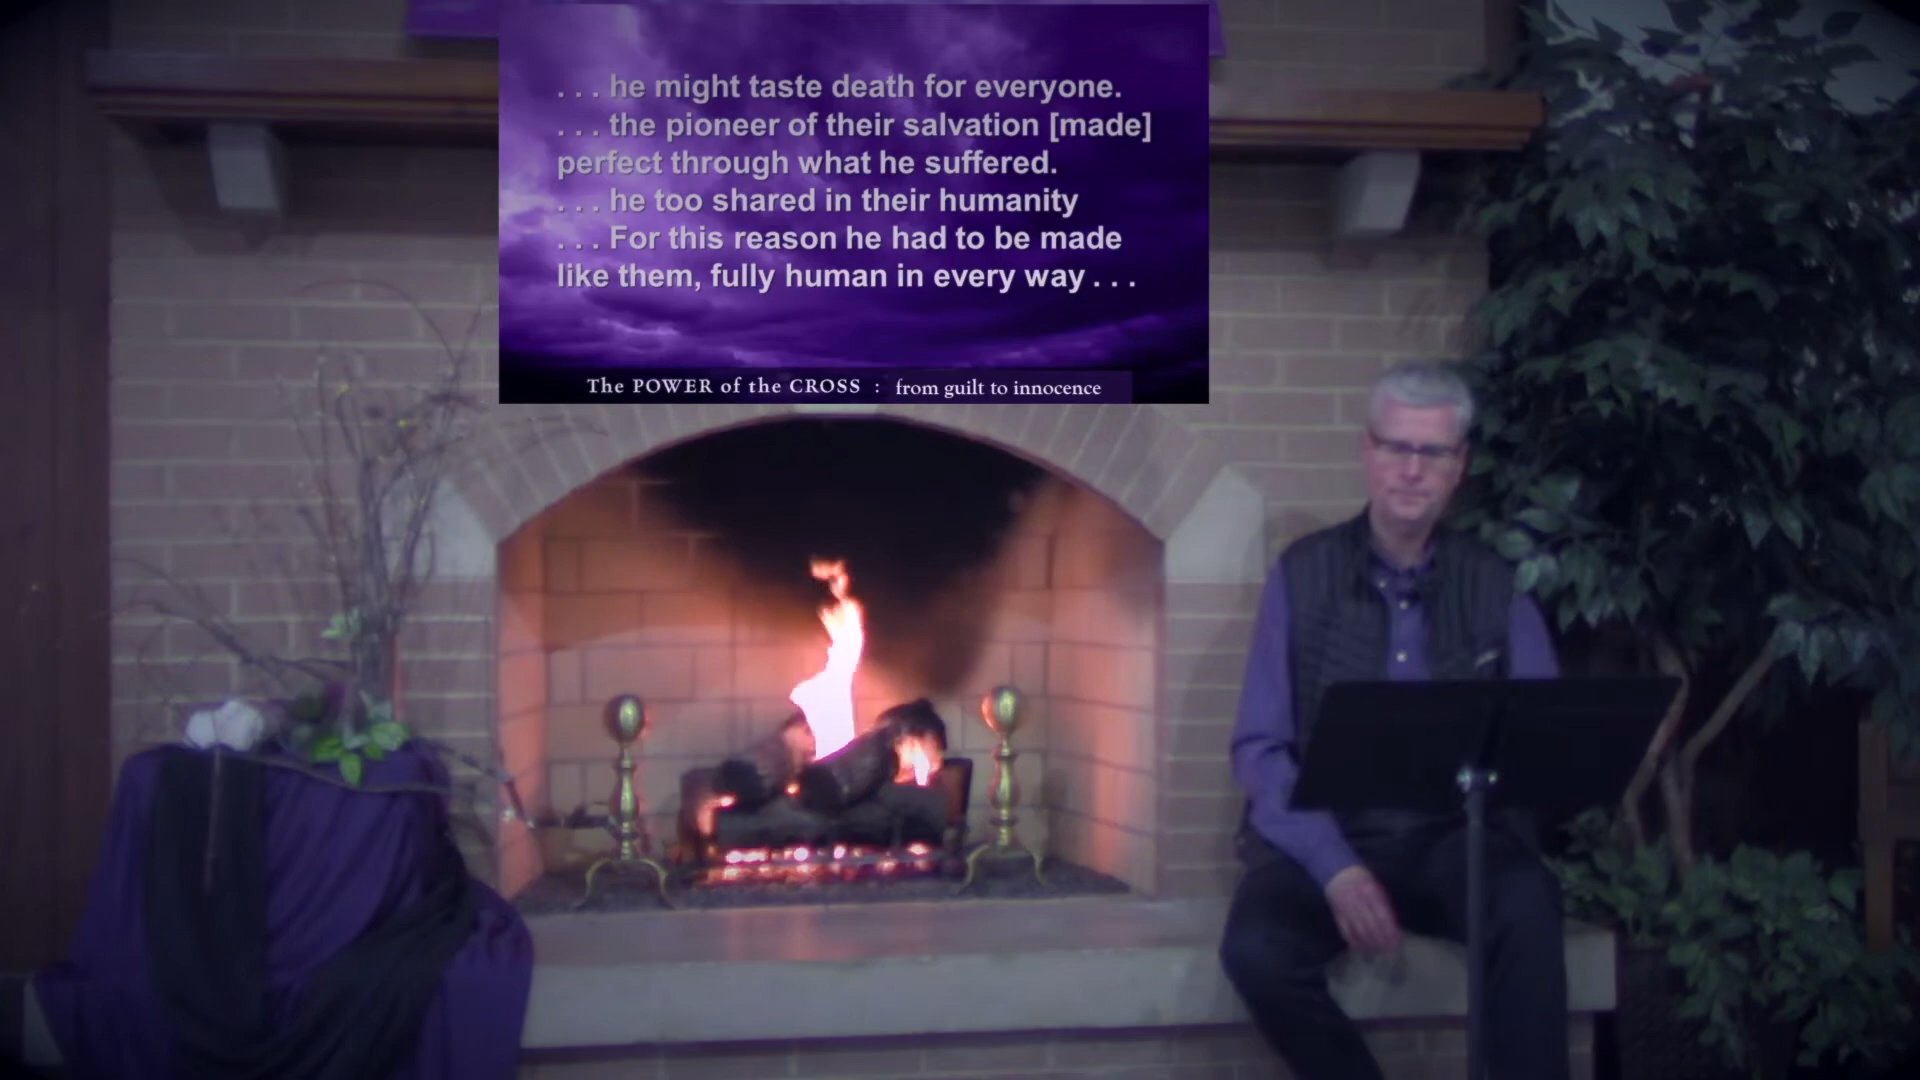 . . . he might taste death for everyone.
. . . the pioneer of their salvation [made]
perfect through what he suffered.
. . . he too shared in their humanity
. . . For this reason he had to be made
like them, fully human in every way . . .
The POWER of the CROSS : from guilt to innocence